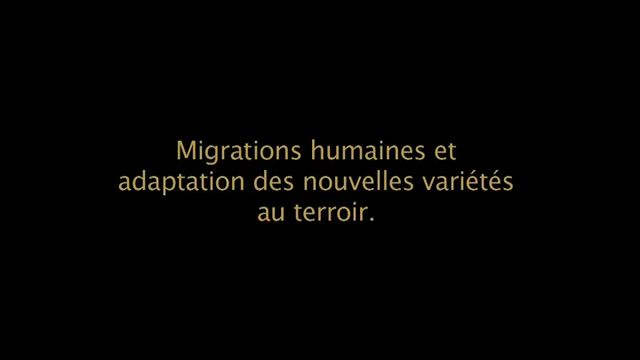 Migrations humaines et
adaptation des nouvelles variétés
au terroir.